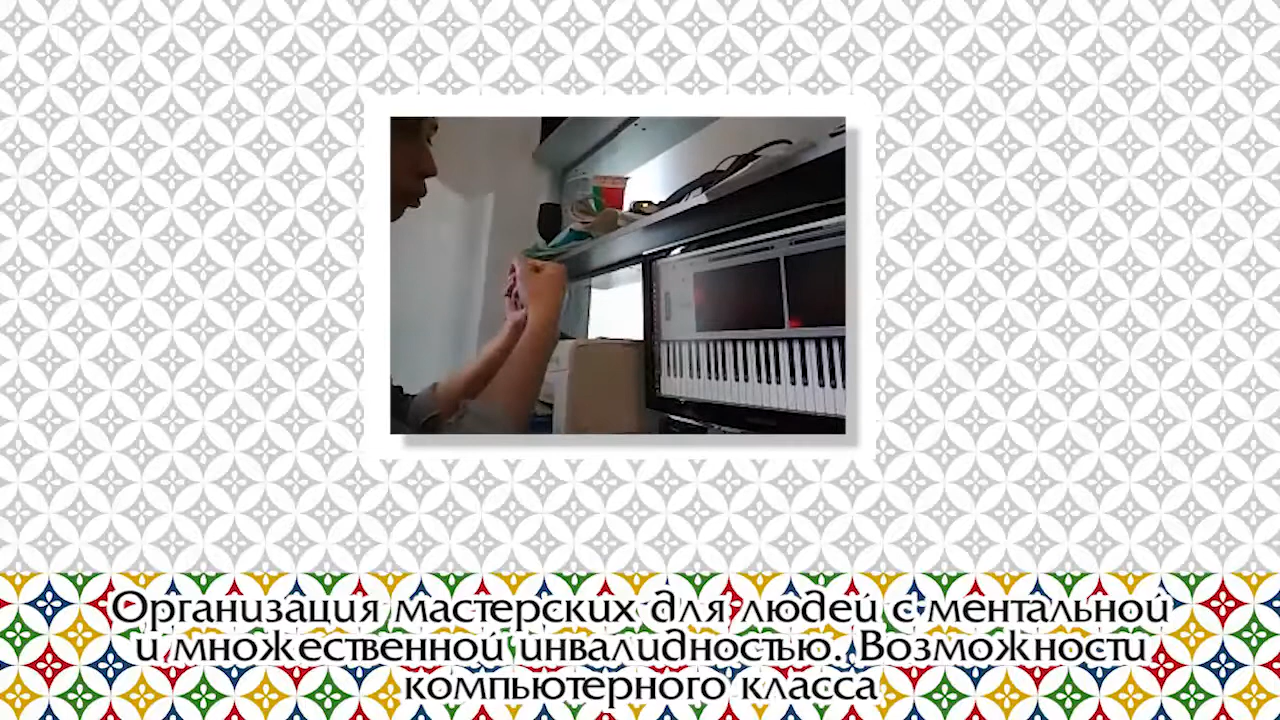 Организация мастерских для людей с ментальной
и множественной инвалидностью. Возможности
компьютерного класса